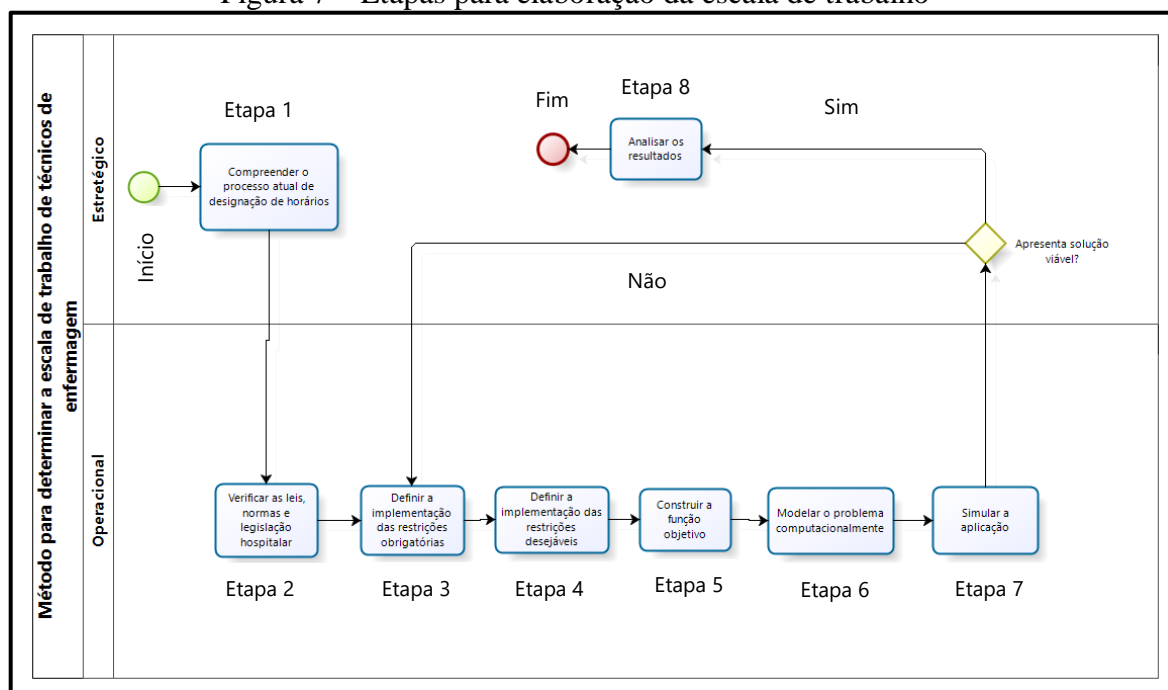 Figura 7 – Etapas para elaboração da escala de trabalho
Método para determinar a escala de trabalho de técnicos de
enfermagem
Estretégico
Etapa 1
Compreender o
processo atual de
designação de horários
Início
Fim
Etapa 8
Analisar os
resultados
Sim
Apresenta solução
viável?
Não
Operacional
Verificar as leis,
normas e
legislação
hospitalar
Etapa 2
Definir a
implementação
das restrições
obrigatórias
Etapa 3
Definir a
implementação das
restrições
desejáveis
Etapa 4
Construir a
função
objetivo
Etapa 5
Modelar o problema
computacionalmente
Etapa 6
Simular a
aplicação
Etapa 7